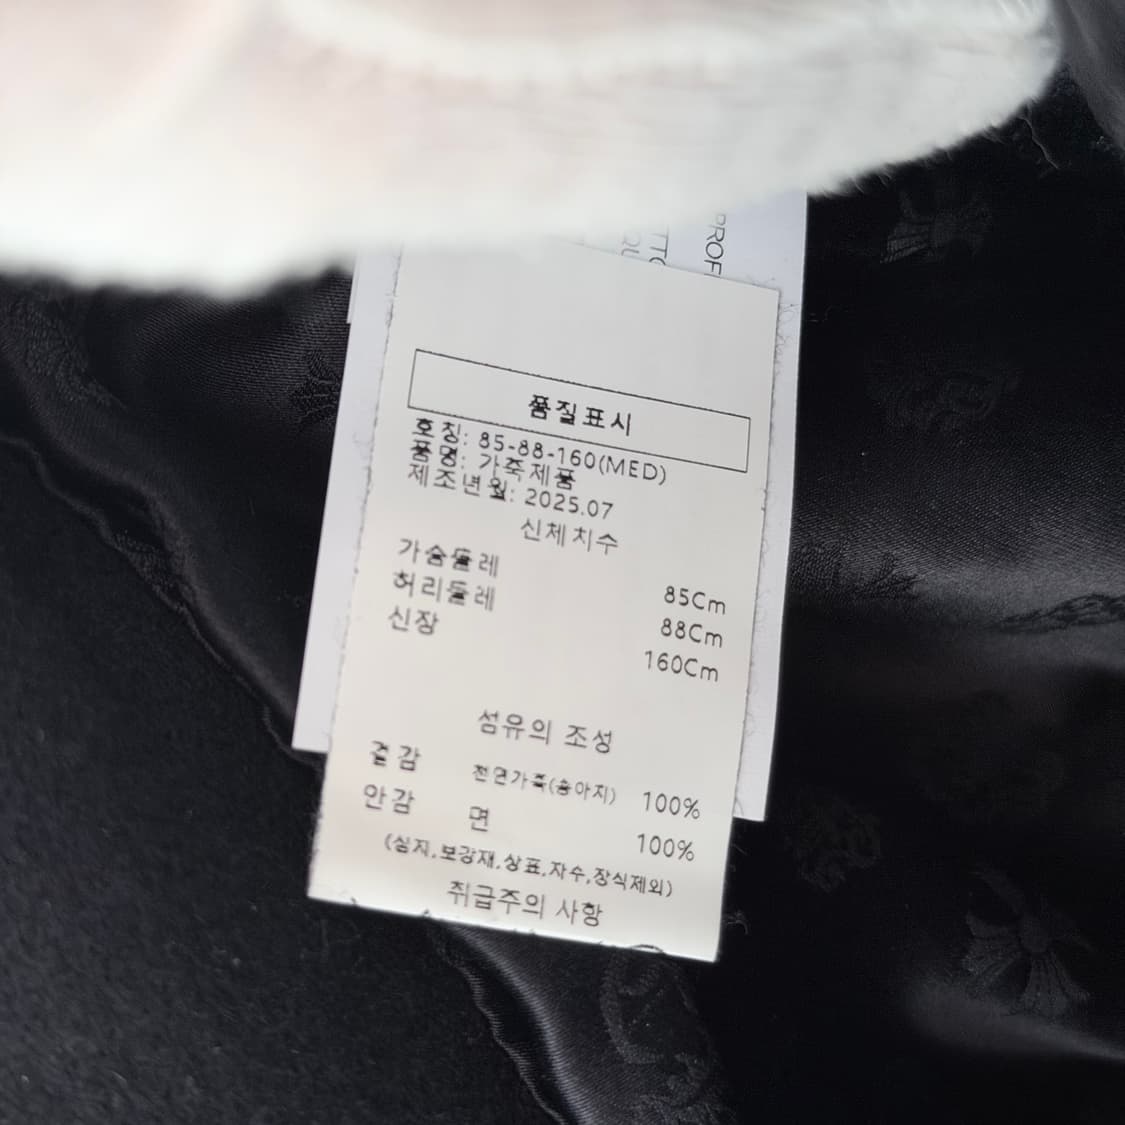 PROF
TTO
QU
품질표시
호칭: 85-88-160(MED)
품명: 가죽제품
제조년월: 2025.07
신체치수
가슴둘레 85Cm
허리둘레 88Cm
신장 160Cm
섬유의 조성
겉감 천연가죽(송아지) 100%
안감 면 100%
(심지,보강재,상표,자수,장식제외)
취급주의 사항